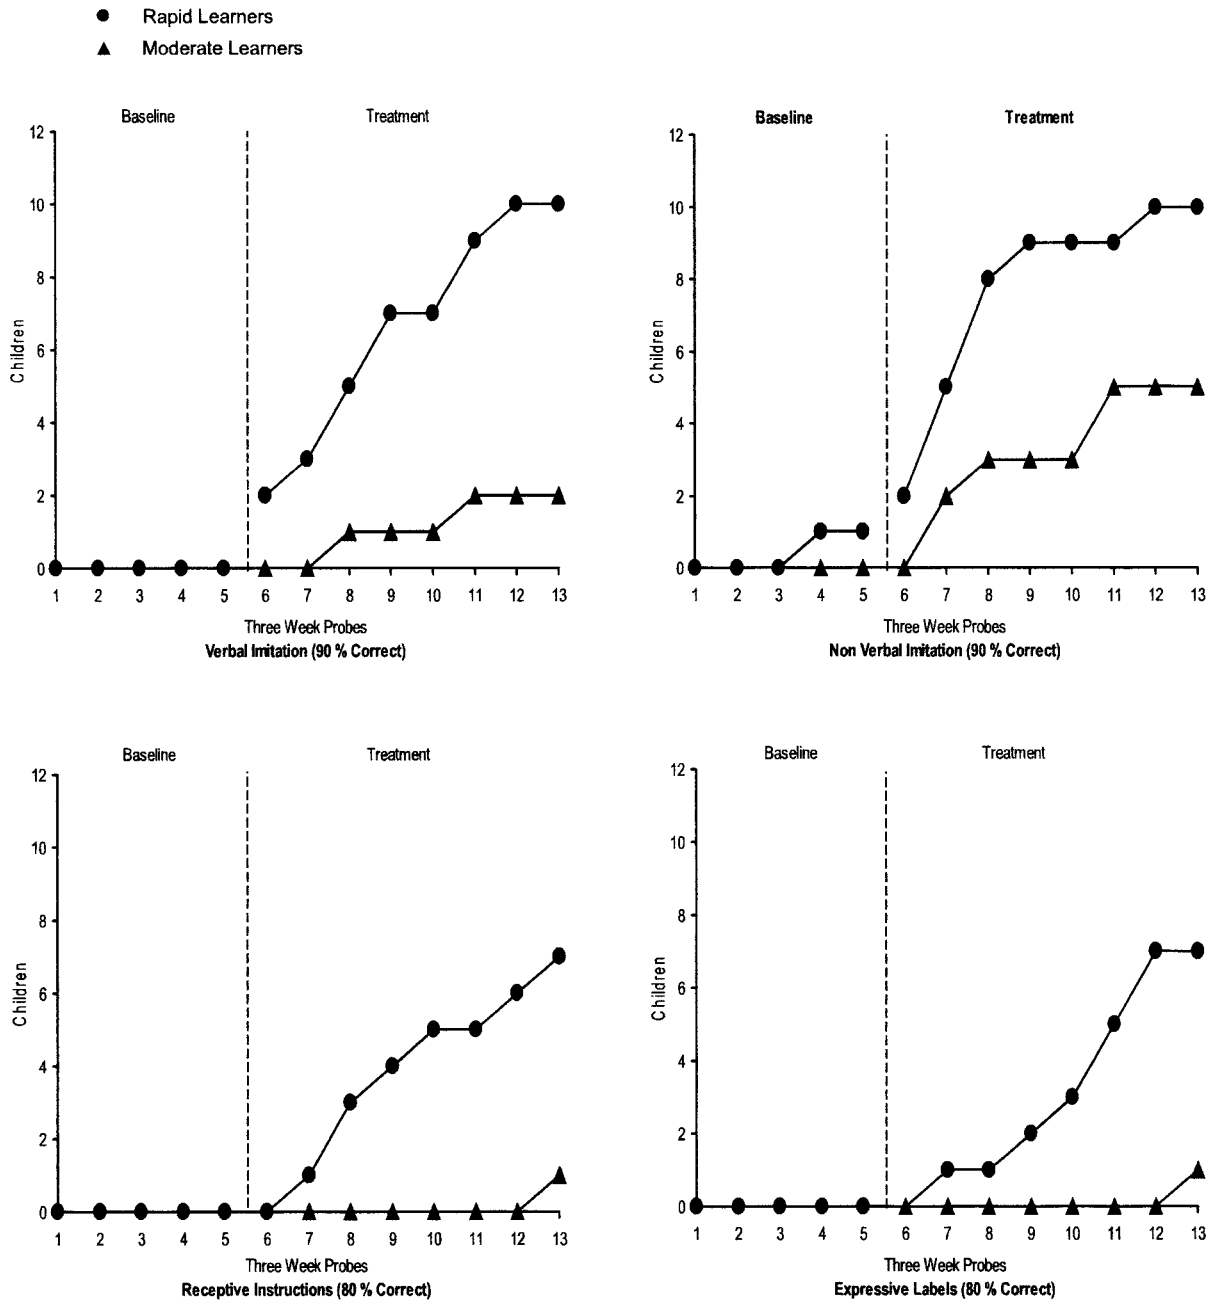 Rapid Learners
Moderate Learners
Baseline
Treatment
12
10
8
6
4
2
0
Children
1 2 3 4 5 6 7 8 9 10 11 12 13
Three Week Probes
Verbal Imitation (90 % Correct)
Baseline
Treatment
12
10
8
6
4
2
0
Children
1 2 3 4 5 6 7 8 9 10 11 12 13
Three Week Probes
Non Verbal Imitation (90 % Correct)
Baseline
Treatment
12
10
8
6
4
2
0
Children
1 2 3 4 5 6 7 8 9 10 11 12 13
Three Week Probes
Receptive Instructions (80 % Correct)
Baseline
Treatment
12
10
8
6
4
2
0
Children
1 2 3 4 5 6 7 8 9 10 11 12 13
Three Week Probes
Expressive Labels (80 % Correct)